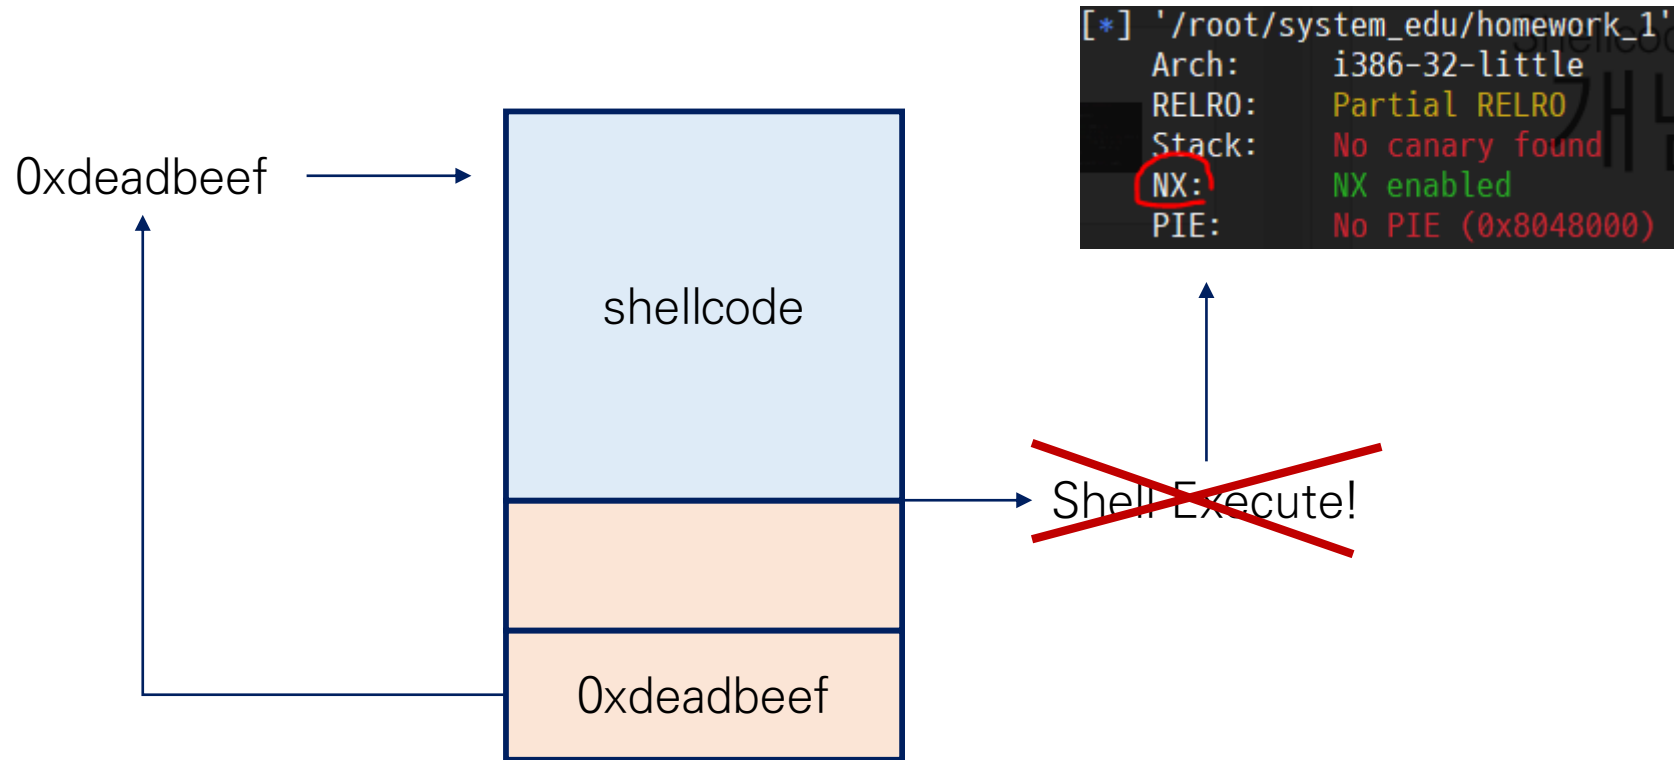 [*] '/root/system_edu/homework_1'
Arch: i386-32-little
RELRO: Partial RELRO
Stack: No canary found
NX: NX enabled
PIE: No PIE (0x8048000)
0xdeadbeef
shellcode
Shell Execute!
0xdeadbeef